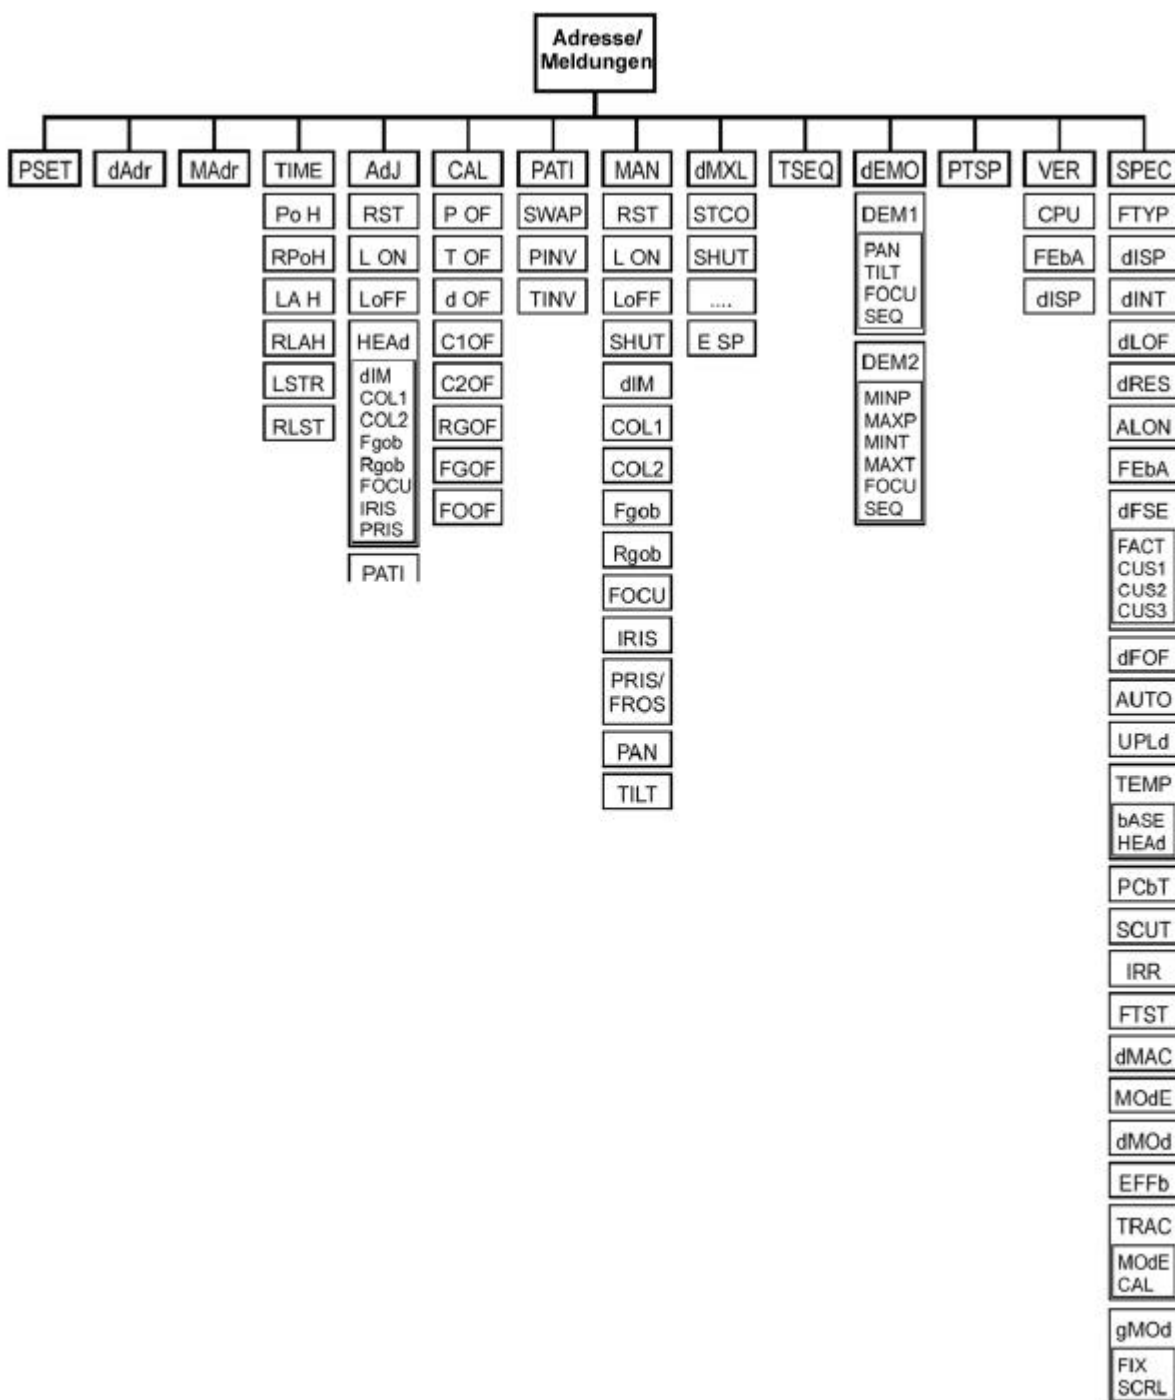 Adresse/
Meldungen
PSET
dAdr
MAdr
TIME
Po H
RPoH
LA H
RLAH
LSTR
RLST
AdJ
RST
L ON
LoFF
HEAd
dIM
COL1
COL2
Fgob
Rgob
FOCU
IRIS
PRIS
PATI
CAL
P OF
T OF
d OF
C1OF
C2OF
RGOF
FGOF
FOOF
PATI
SWAP
PINV
TINV
MAN
RST
L ON
LoFF
SHUT
dIM
COL1
COL2
Fgob
Rgob
FOCU
IRIS
PRIS/
FROS
PAN
TILT
dMXL
STCO
SHUT
....
E SP
TSEQ
dEMO
DEM1
PAN
TILT
FOCU
SEQ
DEM2
MINP
MAXP
MINT
MAXT
FOCU
SEQ
PTSP
VER
CPU
FEbA
dISP
SPEC
FTYP
dISP
dINT
dLOF
dRES
ALON
FEbA
dFSE
FACT
CUS1
CUS2
CUS3
dFOF
AUTO
UPLd
TEMP
bASE
HEAd
PCbT
SCUT
IRR
FTST
dMAC
MOdE
dMOd
EFFb
TRAC
MOdE
CAL
gMOd
FIX
SCRL